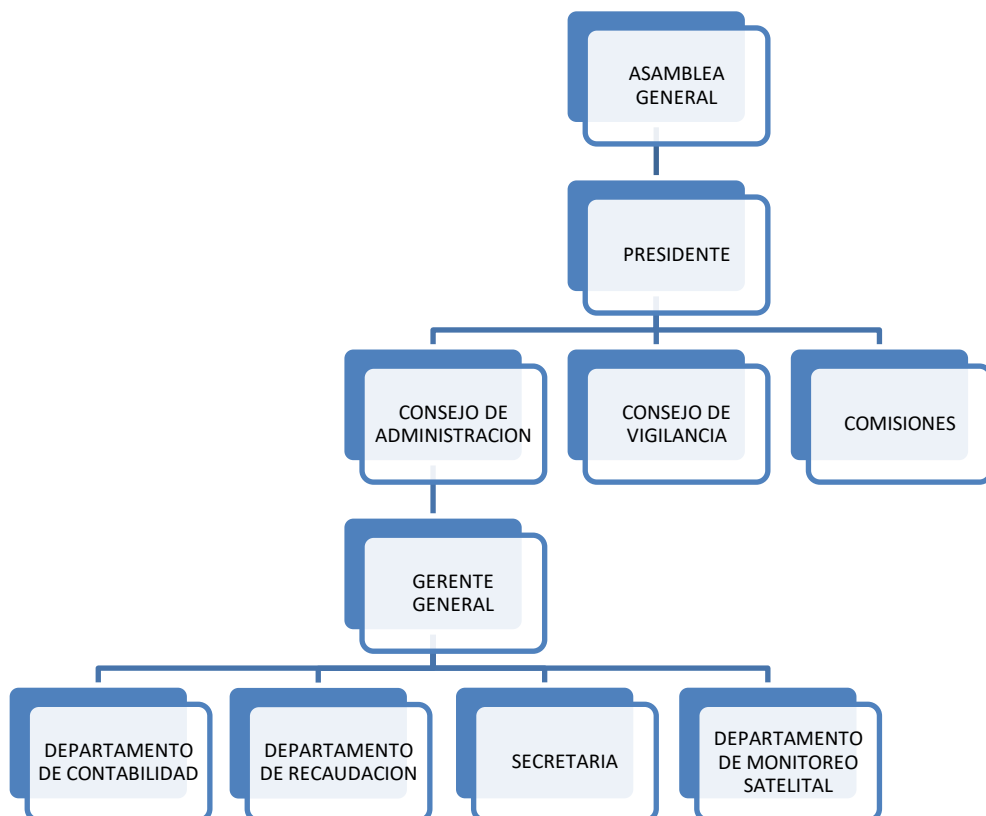 ASAMBLEA
GENERAL
PRESIDENTE
CONSEJO DE
ADMINISTRACION
CONSEJO DE
VIGILANCIA
COMISIONES
GERENTE
GENERAL
DEPARTAMENTO
DE CONTABILIDAD
DEPARTAMENTO
DE RECAUDACION
SECRETARIA
DEPARTAMENTO
DE MONITOREO
SATELITAL